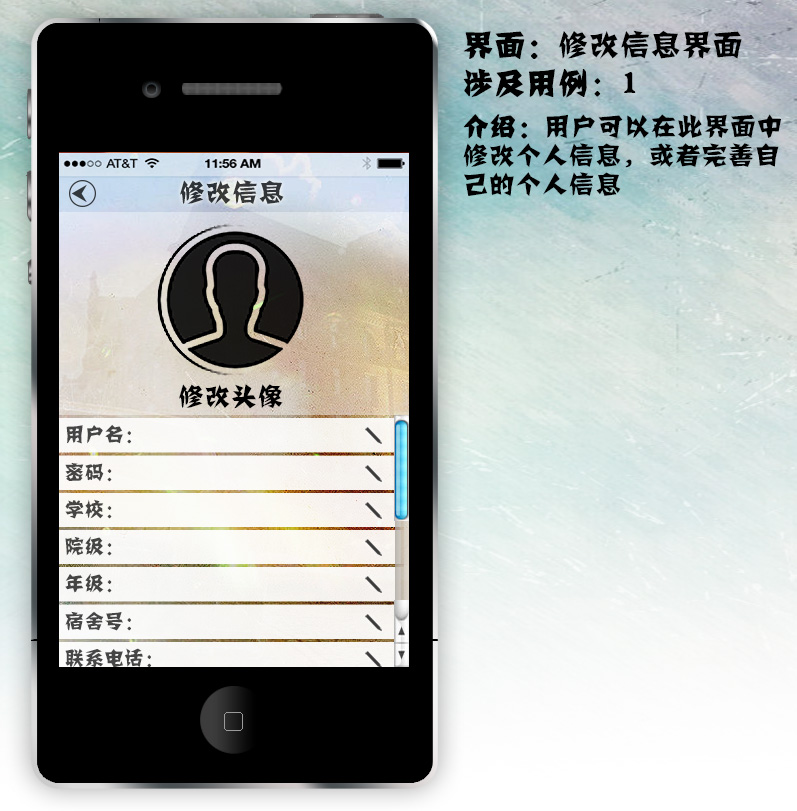 界面：修改信息界面
涉及用例：1
介绍：用户可以在此界面中
修改个人信息，或者完善自
己的个人信息
AT&T 11:56 AM
修改信息
修改头像
用户名：
密码：
学校：
院级：
年级：
宿舍号：
联系电话：